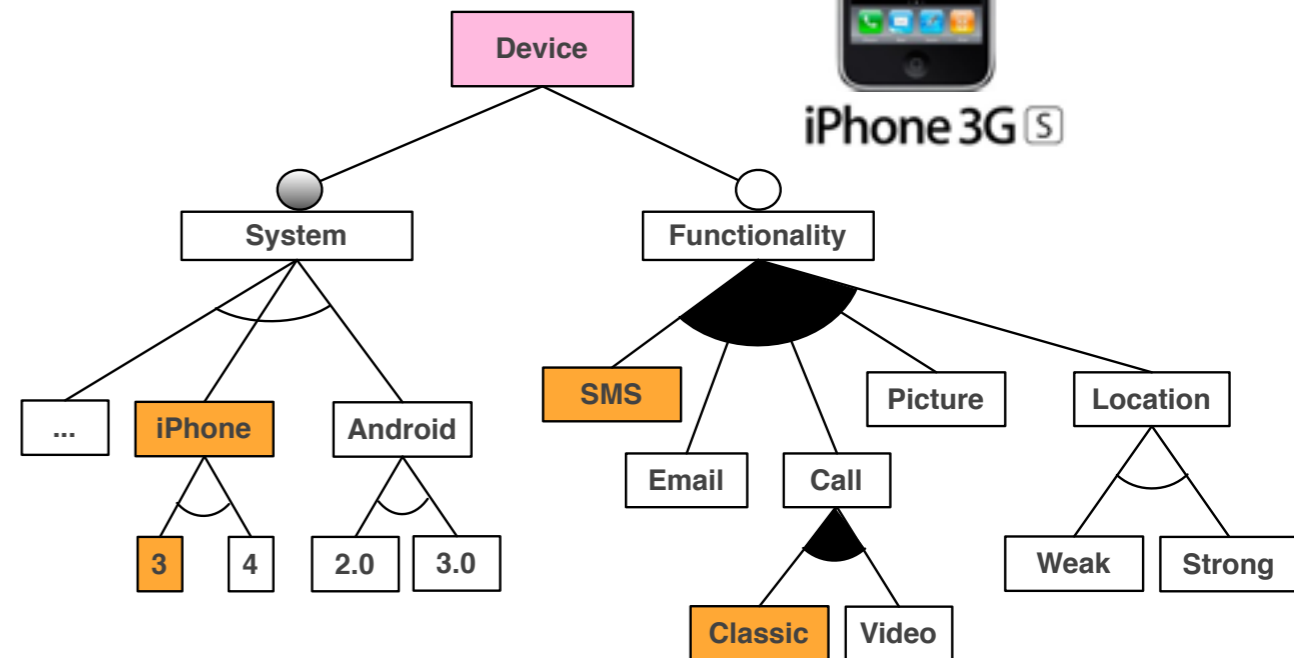 Device
iPhone 3G S
System
Functionality
...
iPhone
Android
SMS
Picture
Location
Email
Call
3
4
2.0
3.0
Weak
Strong
Classic
Video